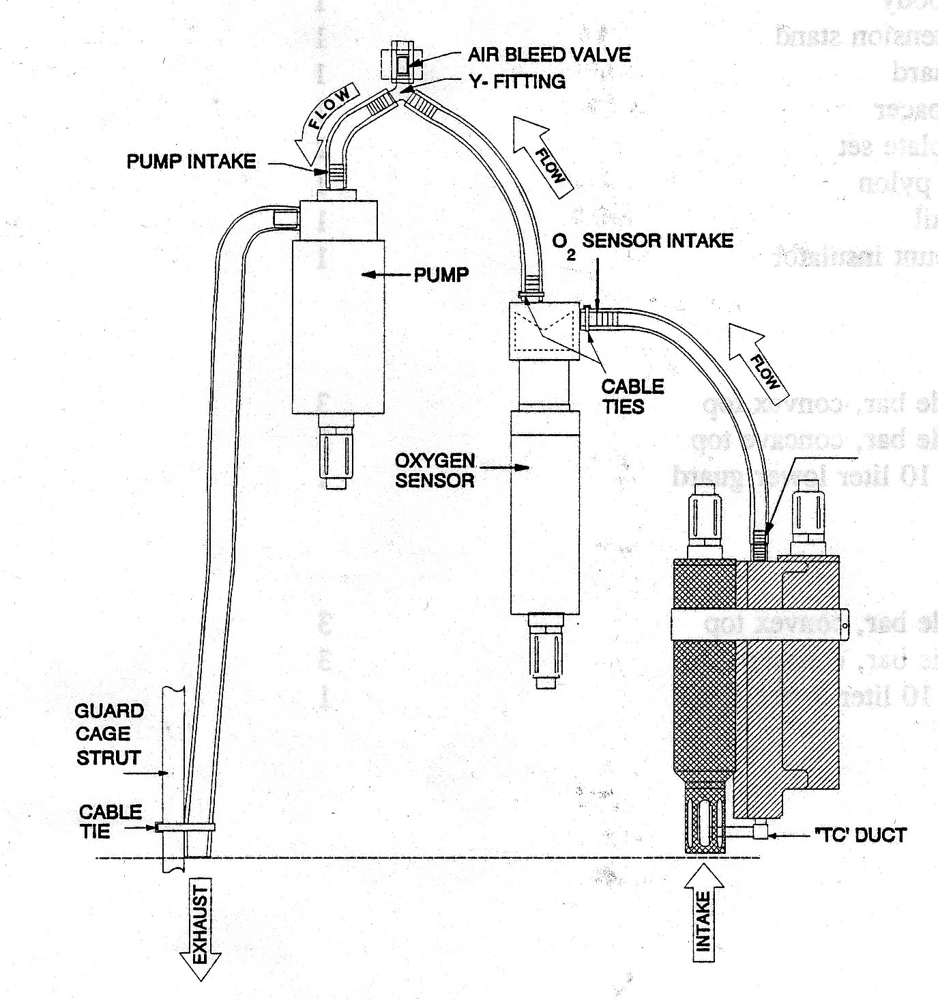 AIR BLEED VALVE
Y- FITTING
FLOW
PUMP INTAKE
FLOW
O2 SENSOR INTAKE
PUMP
FLOW
CABLE
TIES
OXYGEN
SENSOR
GUARD
CAGE
STRUT
CABLE
TIE
"TC' DUCT
EXHAUST
INTAKE